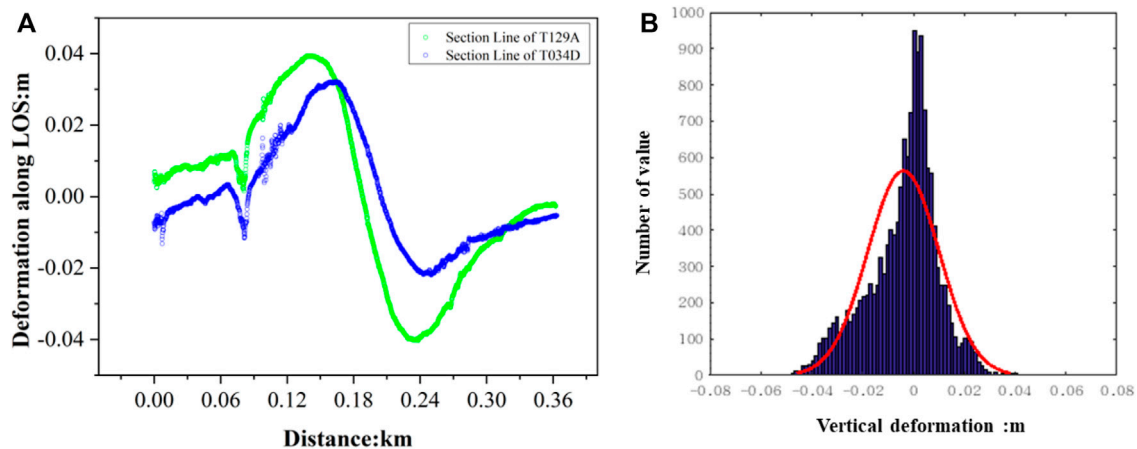 A
Deformation along LOS:m
0.04
0.02
0.00
-0.02
-0.04
Section Line of T129A
Section Line of T034D
0.00 0.06 0.12 0.18 0.24 0.30 0.36
Distance:km
B
Number of value
1000
900
800
700
600
500
400
300
200
100
0
−0.08 −0.06 −0.04 −0.02 0 0.02 0.04 0.06 0.08
Vertical deformation :m